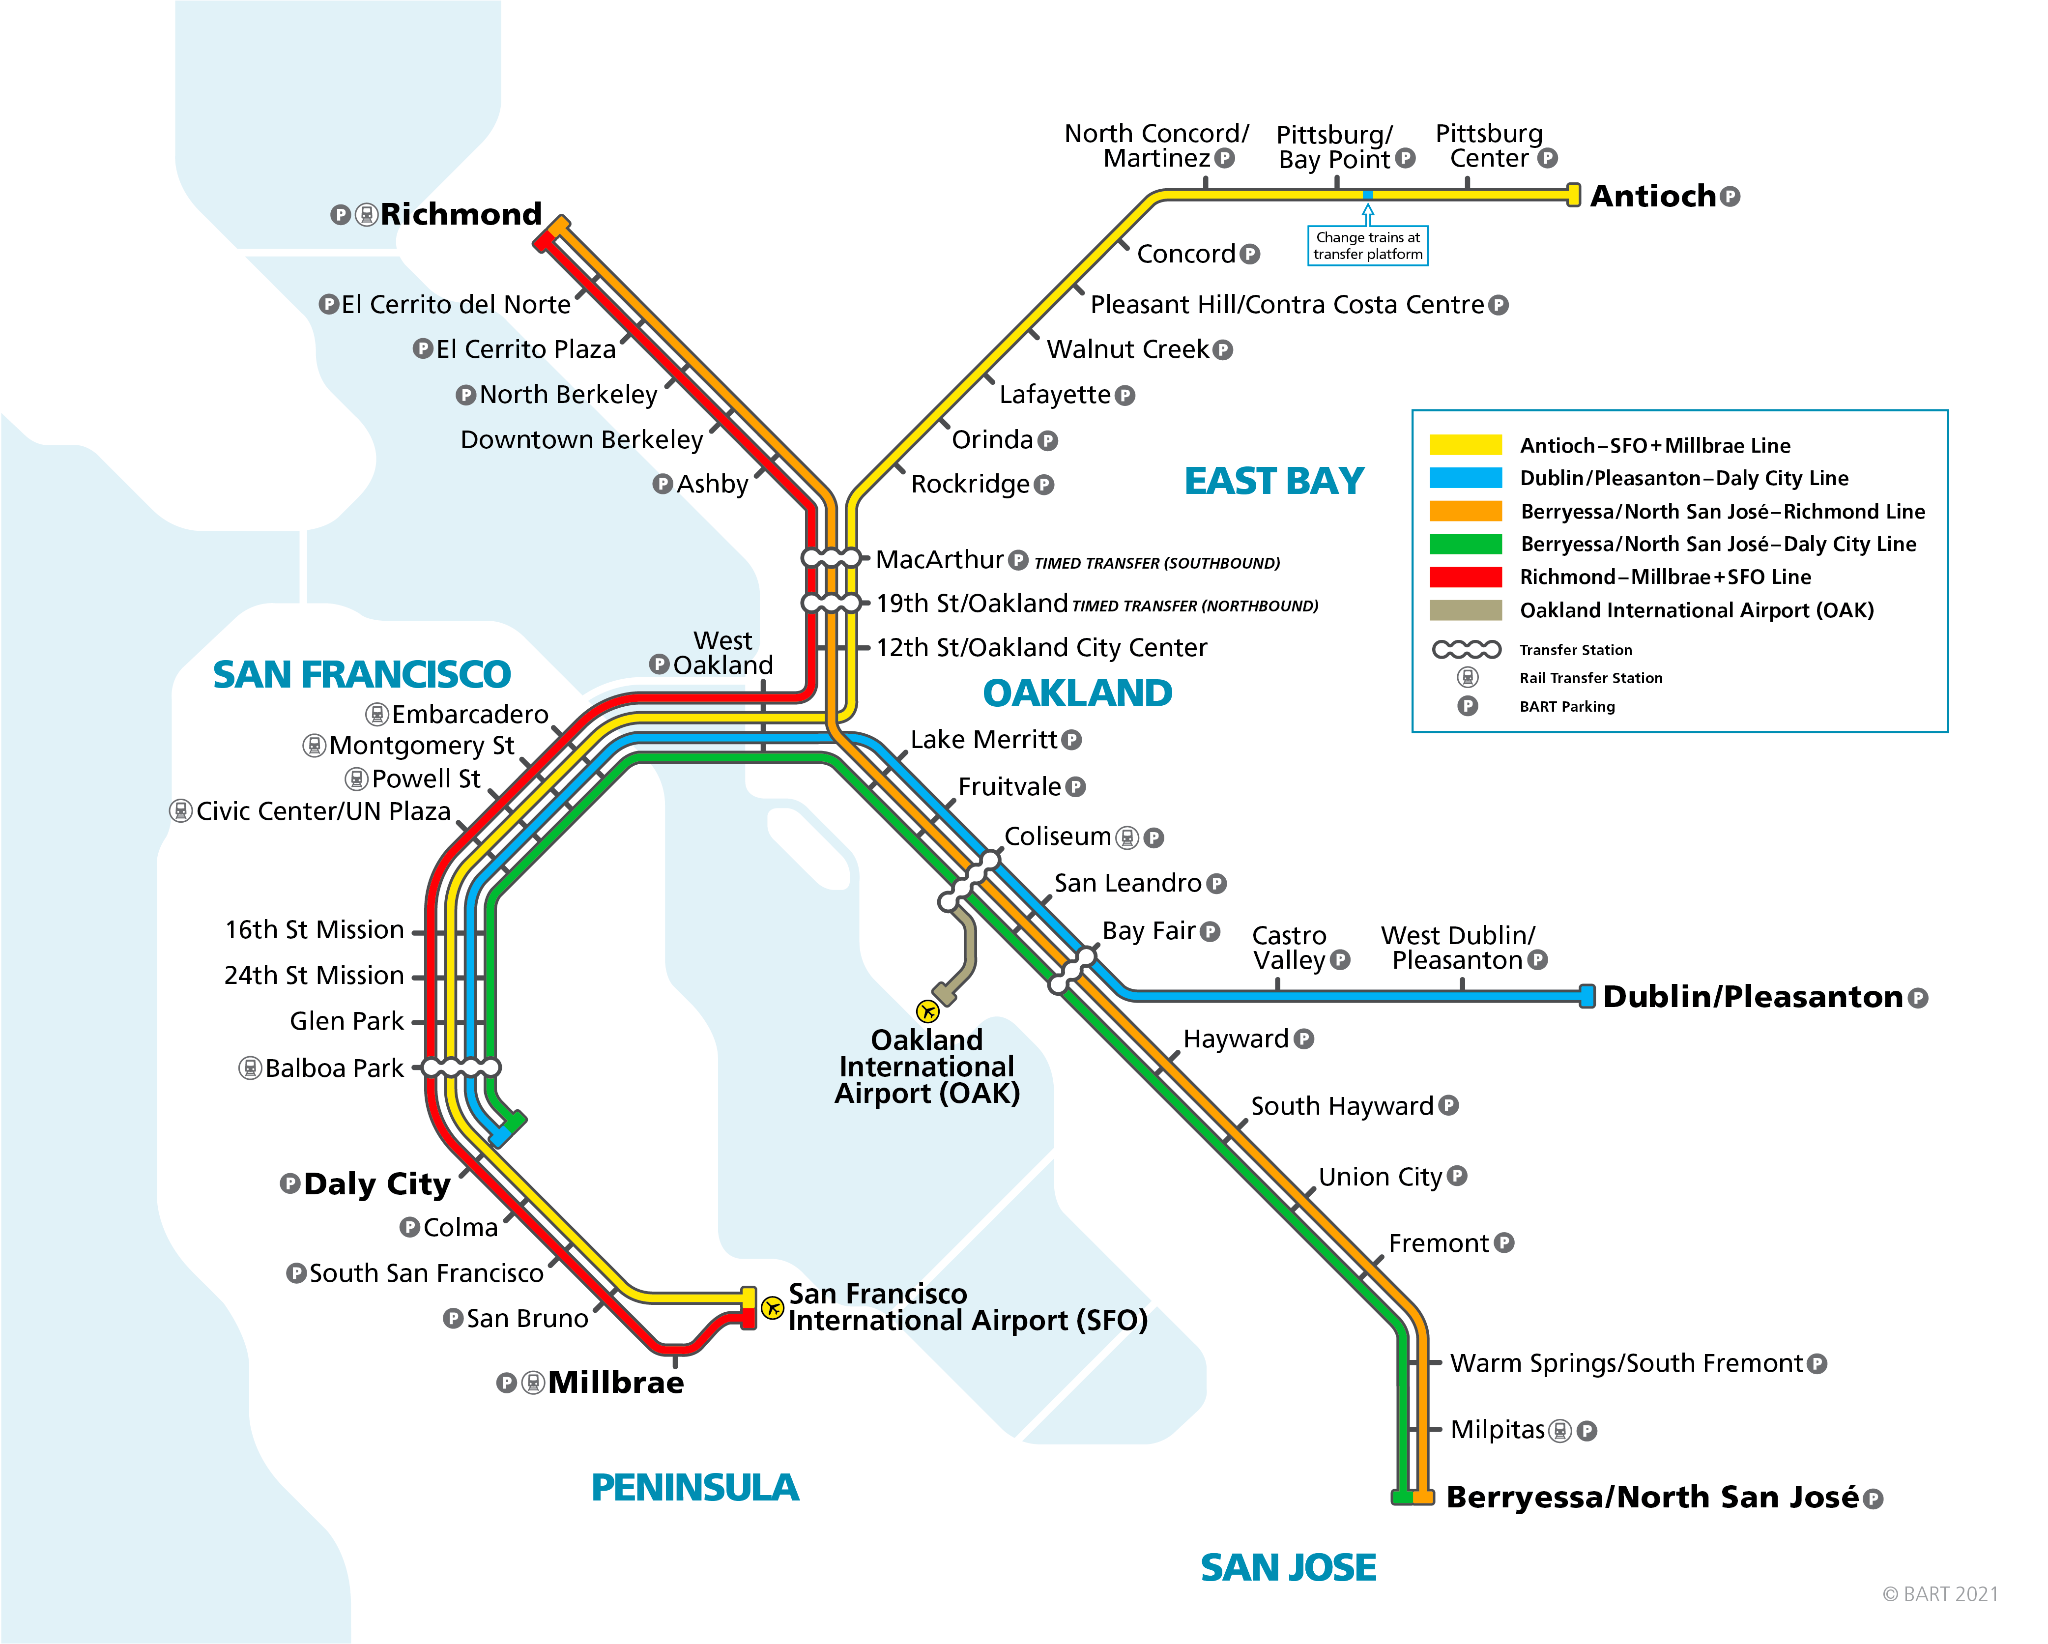 North Concord/
Martinez P
Pittsburg/
Bay Point P
Pittsburg
Center P
Antioch P
Change trains at
transfer platform
P Richmond
P El Cerrito del Norte
P El Cerrito Plaza
P North Berkeley
Downtown Berkeley
P Ashby
Concord P
Pleasant Hill/Contra Costa Centre P
Walnut Creek P
Lafayette P
Orinda P
Rockridge P
EAST BAY
Antioch–SFO+Millbrae Line
Dublin/Pleasanton–Daly City Line
Berryessa/North San José–Richmond Line
Berryessa/North San José–Daly City Line
Richmond–Millbrae+SFO Line
Oakland International Airport (OAK)
Transfer Station
Rail Transfer Station
P BART Parking
MacArthur P TIMED TRANSFER (SOUTHBOUND)
19th St/Oakland TIMED TRANSFER (NORTHBOUND)
12th St/Oakland City Center
West
P Oakland
SAN FRANCISCO
OAKLAND
Embarcadero
Montgomery St
Powell St
Civic Center/UN Plaza
16th St Mission
24th St Mission
Glen Park
Balboa Park
P Daly City
P Colma
P South San Francisco
P San Bruno
P Millbrae
San Francisco
International Airport (SFO)
Lake Merritt P
Fruitvale P
Coliseum P
San Leandro P
Bay Fair P
Castro
Valley P
West Dublin/
Pleasanton P
Dublin/Pleasanton P
Oakland
International
Airport (OAK)
Hayward P
South Hayward P
Union City P
Fremont P
Warm Springs/South Fremont P
Milpitas P
Berryessa/North San José P
PENINSULA
SAN JOSE
© BART 2021